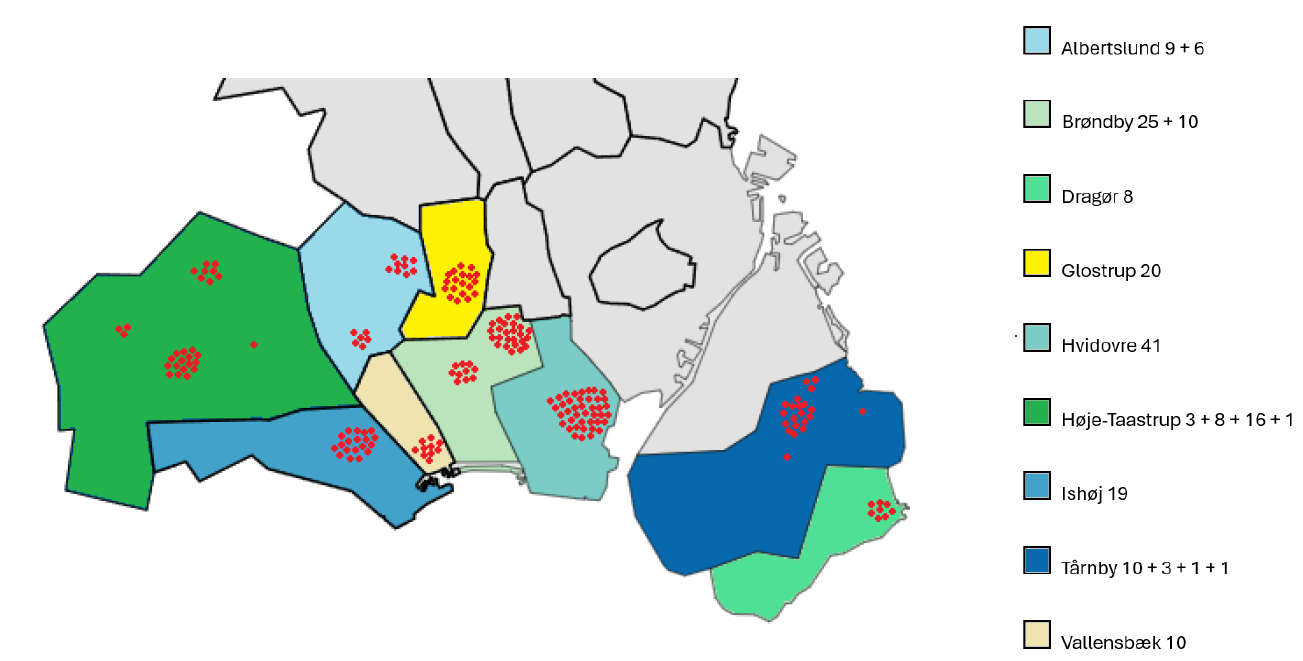 Albertslund 9 + 6
Brøndby 25 + 10
Dragør 8
Glostrup 20
Hvidovre 41
Høje-Taastrup 3 + 8 + 16 + 1
Ishøj 19
Tårnby 10 + 3 + 1 + 1
Vallensbæk 10